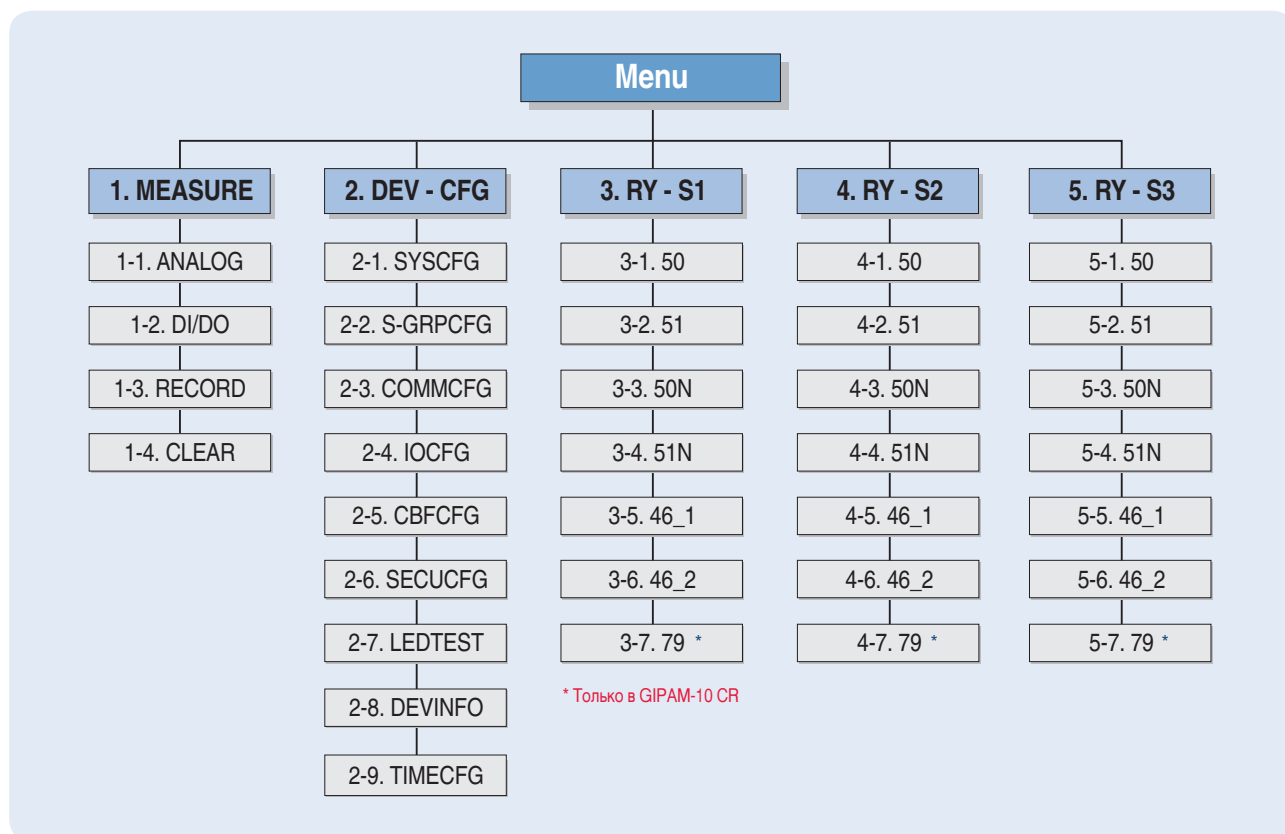 Menu
1. MEASURE
1-1. ANALOG
1-2. DI/DO
1-3. RECORD
1-4. CLEAR
2. DEV - CFG
2-1. SYSCFG
2-2. S-GRPCFG
2-3. COMMCFG
2-4. IOCFG
2-5. CBFCFG
2-6. SECUCFG
2-7. LEDTEST
2-8. DEVINFO
2-9. TIMECFG
3. RY - S1
3-1. 50
3-2. 51
3-3. 50N
3-4. 51N
3-5. 46_1
3-6. 46_2
3-7. 79 *
* Только в GIPAM-10 CR
4. RY - S2
4-1. 50
4-2. 51
4-3. 50N
4-4. 51N
4-5. 46_1
4-6. 46_2
4-7. 79 *
5. RY - S3
5-1. 50
5-2. 51
5-3. 50N
5-4. 51N
5-5. 46_1
5-6. 46_2
5-7. 79 *